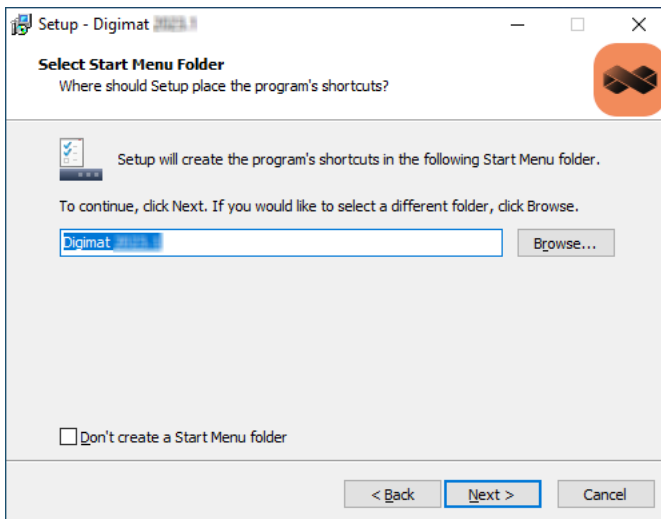 Setup - Digimat
Select Start Menu Folder
Where should Setup place the program's shortcuts?
Setup will create the program's shortcuts in the following Start Menu folder.
To continue, click Next. If you would like to select a different folder, click Browse.
Digimat
Browse...
Don't create a Start Menu folder
< Back
Next >
Cancel